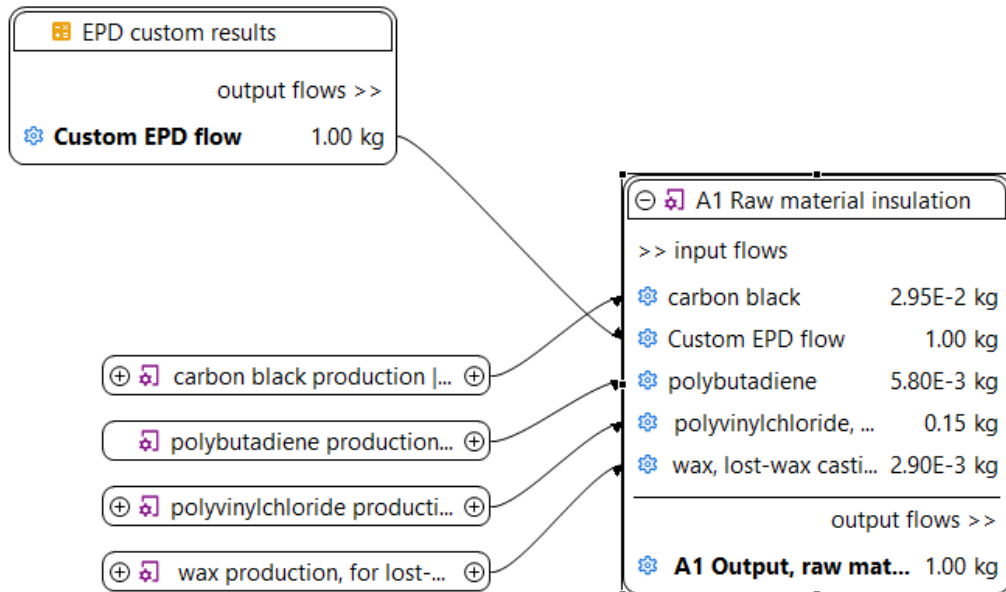 EPD custom results
output flows >>
Custom EPD flow 1.00 kg
A1 Raw material insulation
>> input flows
carbon black 2.95E-2 kg
Custom EPD flow 1.00 kg
polybutadiene 5.80E-3 kg
polyvinylchloride, ... 0.15 kg
wax, lost-wax casti... 2.90E-3 kg
output flows >>
A1 Output, raw mat... 1.00 kg
carbon black production |...
polybutadiene production...
polyvinylchloride producti...
wax production, for lost-...